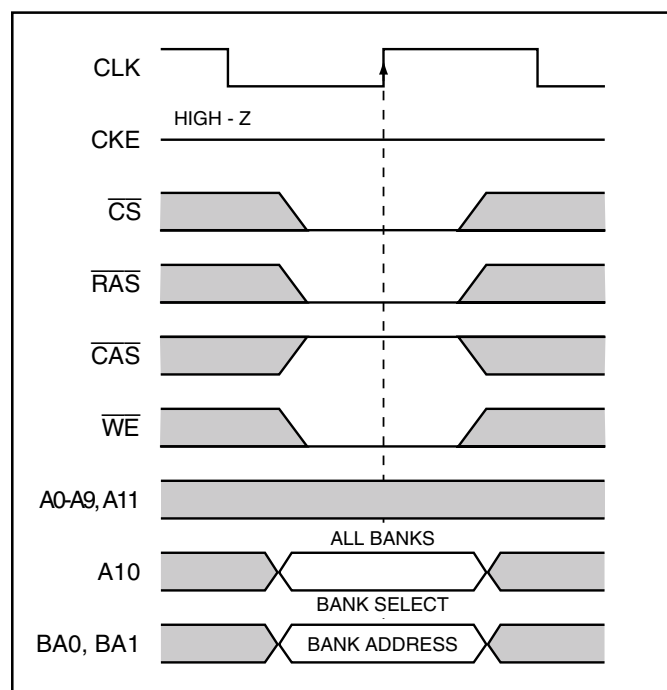 CLK
HIGH - Z
CKE
CS
RAS
CAS
WE
A0-A9, A11
ALL BANKS
A10
BANK SELECT
BA0, BA1
BANK ADDRESS